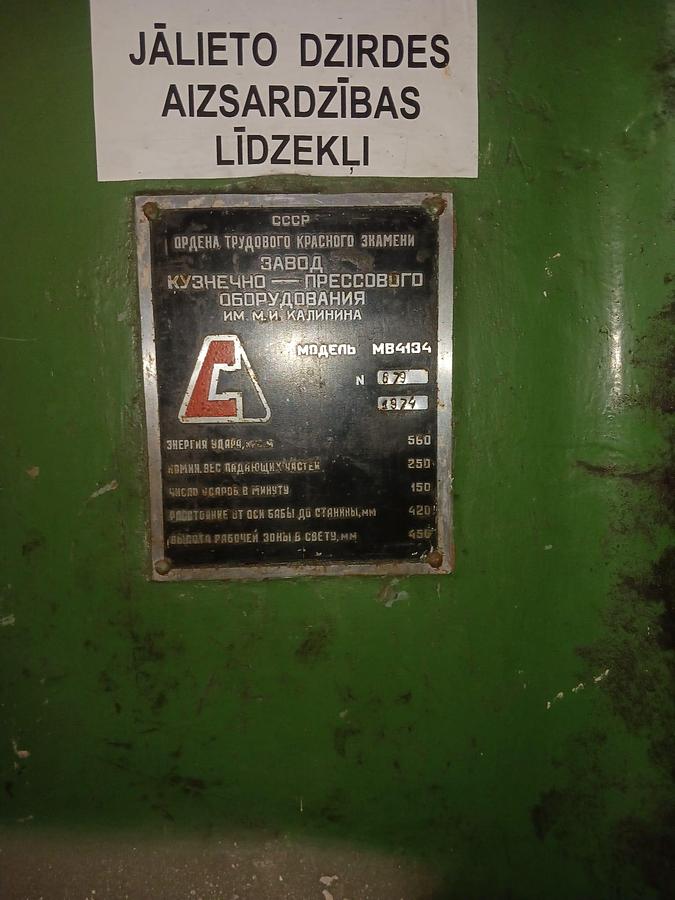 JĀLIETO DZIRDES
AIZSARDZĪBAS
LĪDZEKĻI
СССР
ОРДЕНА ТРУДОВОГО КРАСНОГО ЗНАМЕНИ
ЗАВОД
КУЗНЕЧНО — ПРЕССОВОГО
ОБОРУДОВАНИЯ
ИМ. М.И. КАЛИНИНА
МОДЕЛЬ МВ4134
N 679
1974
ЭНЕРГИЯ УДАРА, 560
НОМИН. ВЕС ПАДАЮЩИХ ЧАСТЕЙ 250
ЧИСЛО УДАРОВ В МИНУТУ 150
РАССТОЯНИЕ ОТ ОСИ БАБЫ ДО СТАНИНЫ, ММ 420
ВЫСОТА РАБОЧЕЙ ЗОНЫ В СВЕТУ, ММ 450